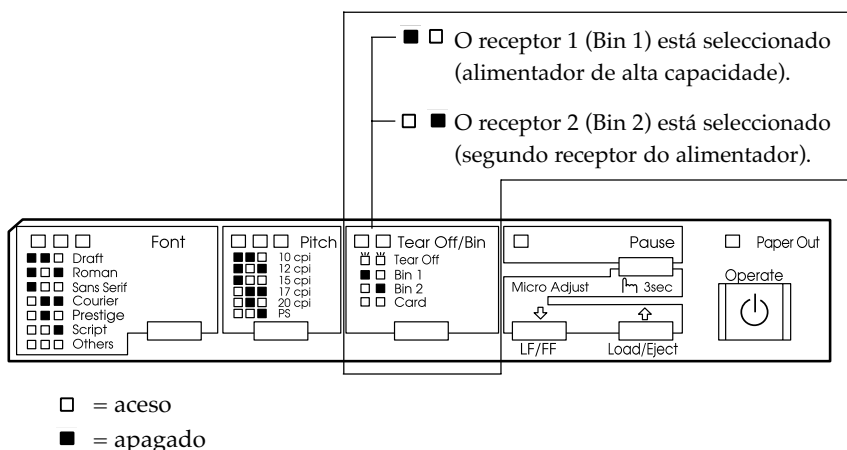 O receptor 1 (Bin 1) está seleccionado
(alimentador de alta capacidade).
O receptor 2 (Bin 2) está seleccionado
(segundo receptor do alimentador).
Font
Draft
Roman
Sans Serif
Courier
Prestige
Script
Others
Pitch
10 cpi
12 cpi
15 cpi
17 cpi
20 cpi
PS
Tear Off/Bin
Tear Off
Bin 1
Bin 2
Card
Pause
Micro Adjust
3sec
LF/FF
Load/Eject
Paper Out
Operate
= aceso
= apagado